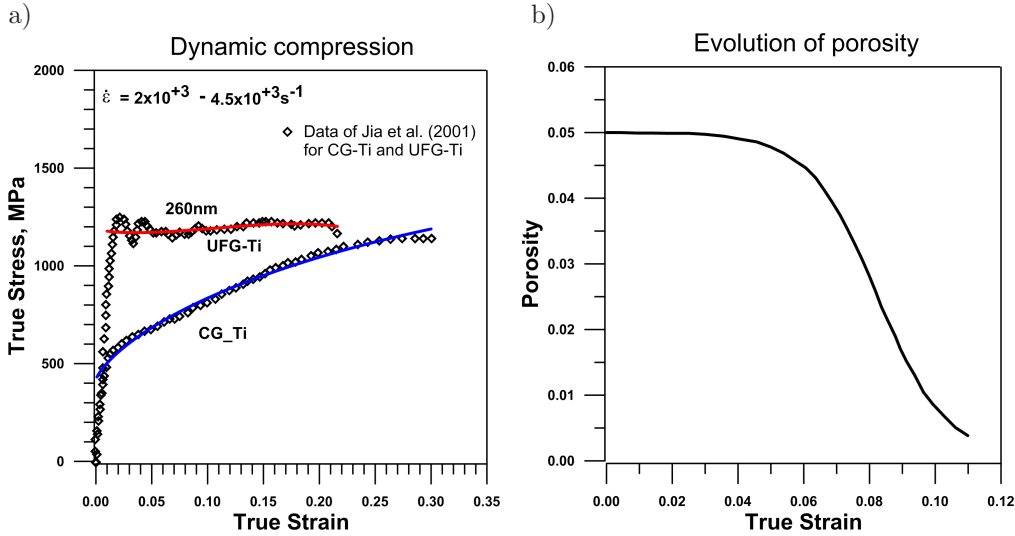 a)
Dynamic compression
2000
1500
1000
500
0
True Stress, MPa
ε̇ = 2x10+3 - 4.5x10+3s-1
Data of Jia et al. (2001)
for CG-Ti and UFG-Ti
260nm
UFG-Ti
CG_Ti
0.00 0.05 0.10 0.15 0.20 0.25 0.30 0.35
True Strain
b)
Evolution of porosity
0.06
0.05
0.04
0.03
0.02
0.01
0.00
Porosity
0.00 0.02 0.04 0.06 0.08 0.10 0.12
True Strain